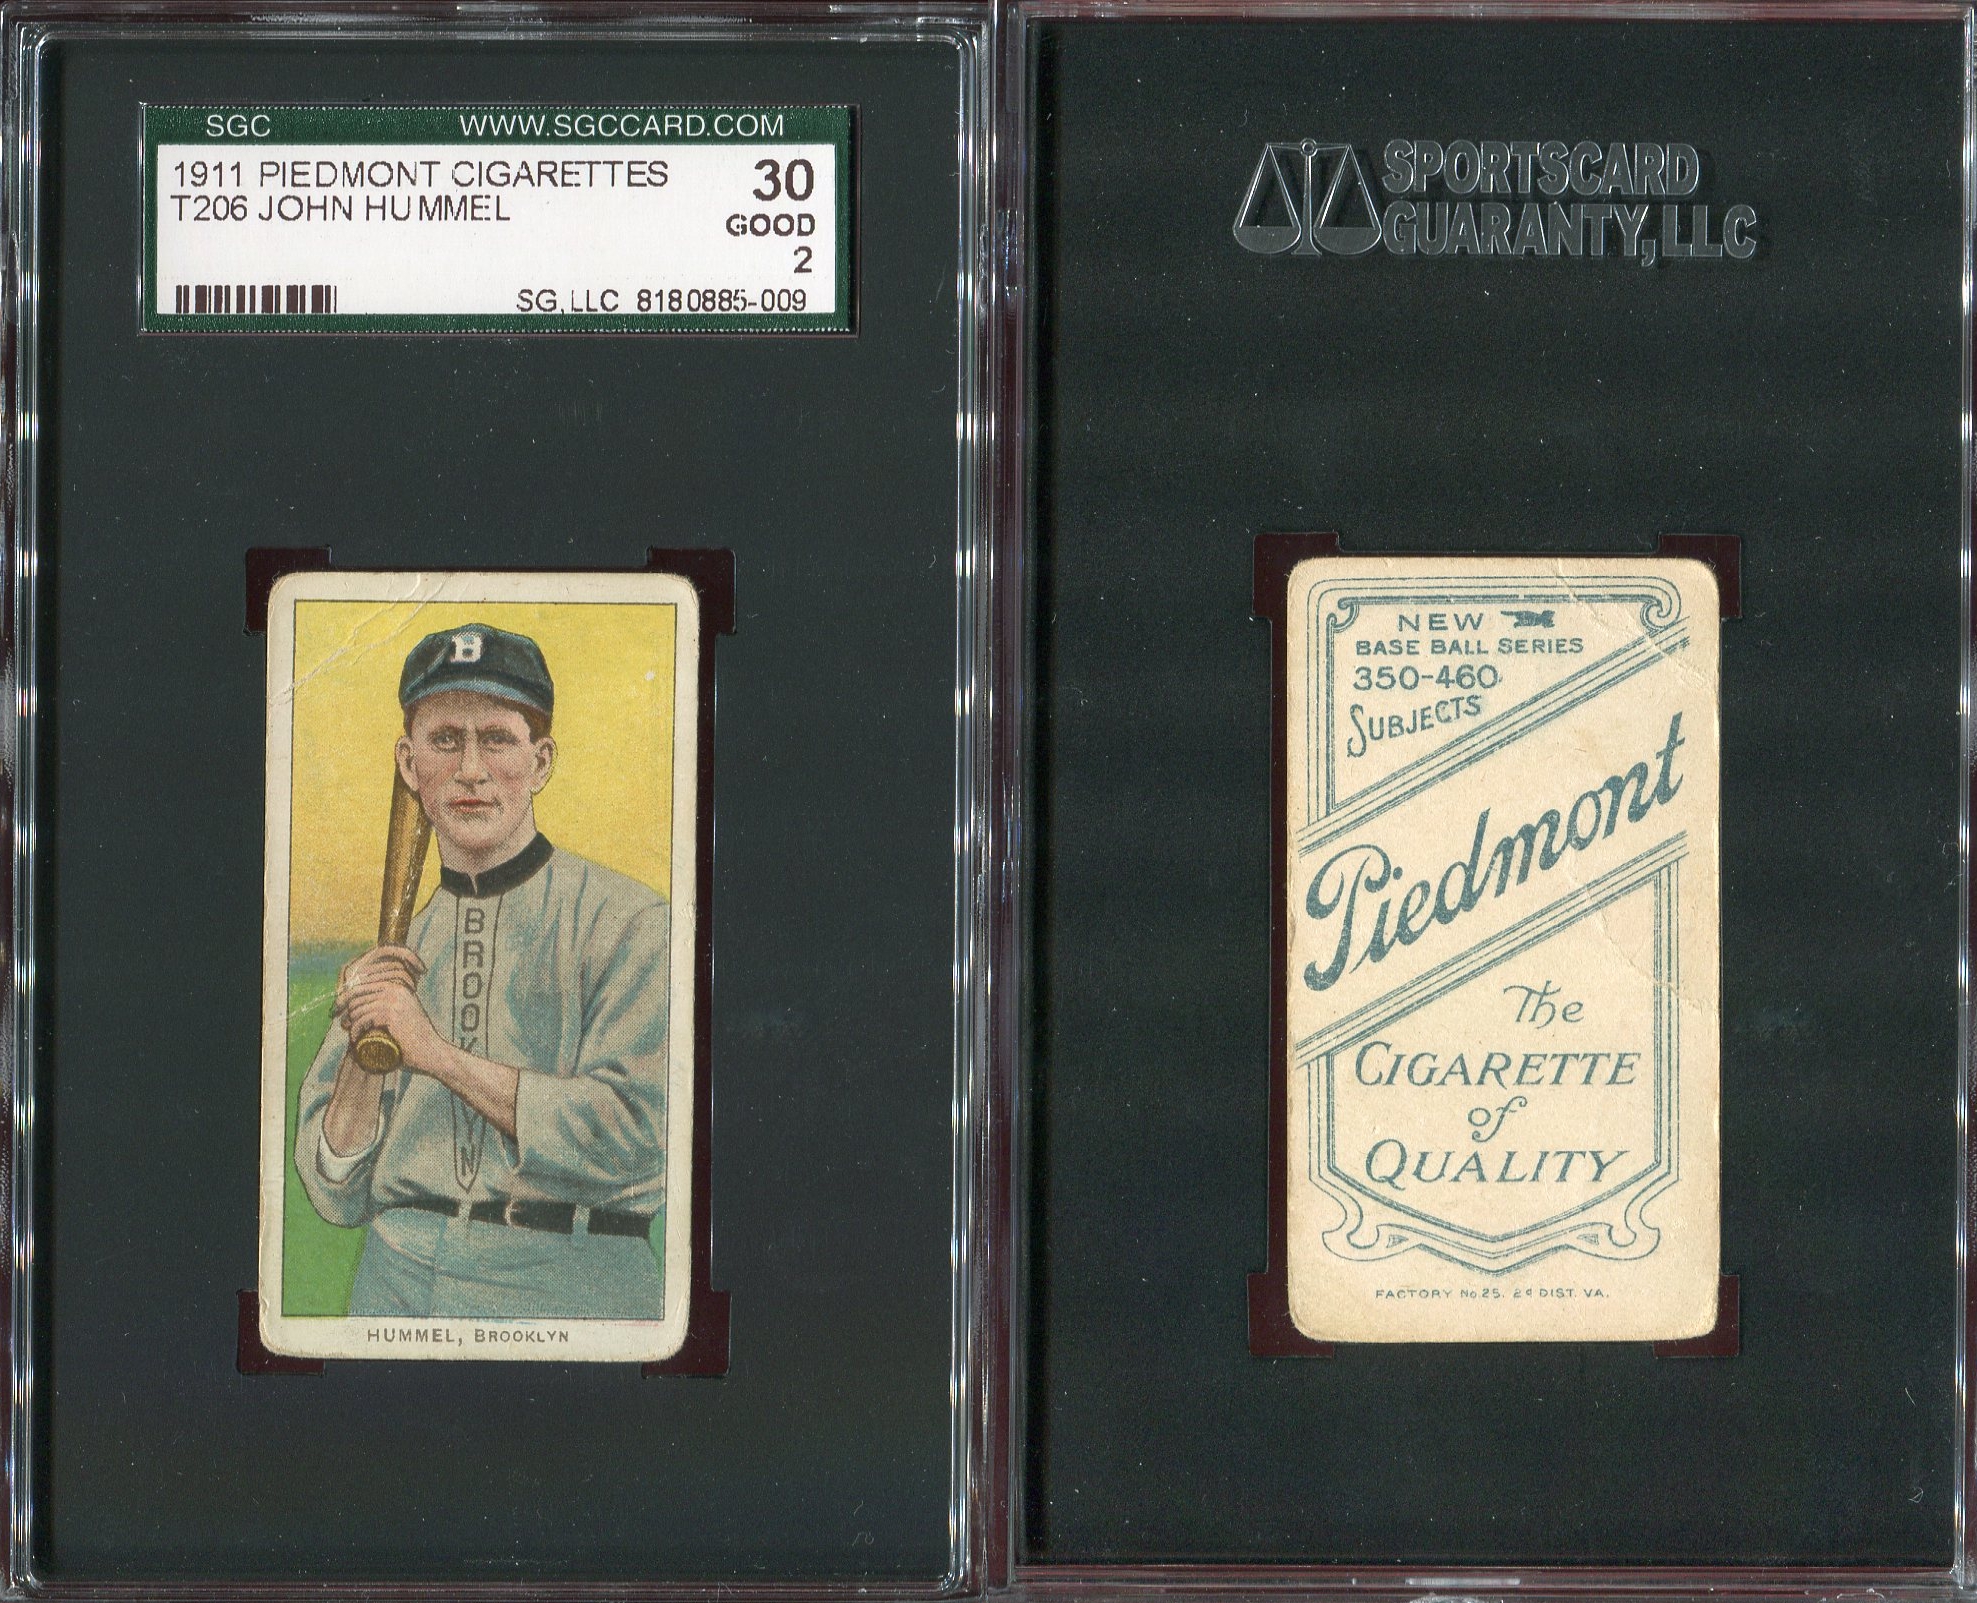 SGC WWW.SGCCARD.COM
1911 PIEDMONT CIGARETTES 30
T206 JOHN HUMMEL GOOD
2
SG, LLC 8180885-009
B
BROOKLYN
HUMMEL, BROOKLYN
SPORTSCARD
GUARANTY, LLC
NEW
BASE BALL SERIES
350-460
SUBJECTS
Piedmont
The
CIGARETTE
of
QUALITY
FACTORY No. 25. 2d DIST. VA.